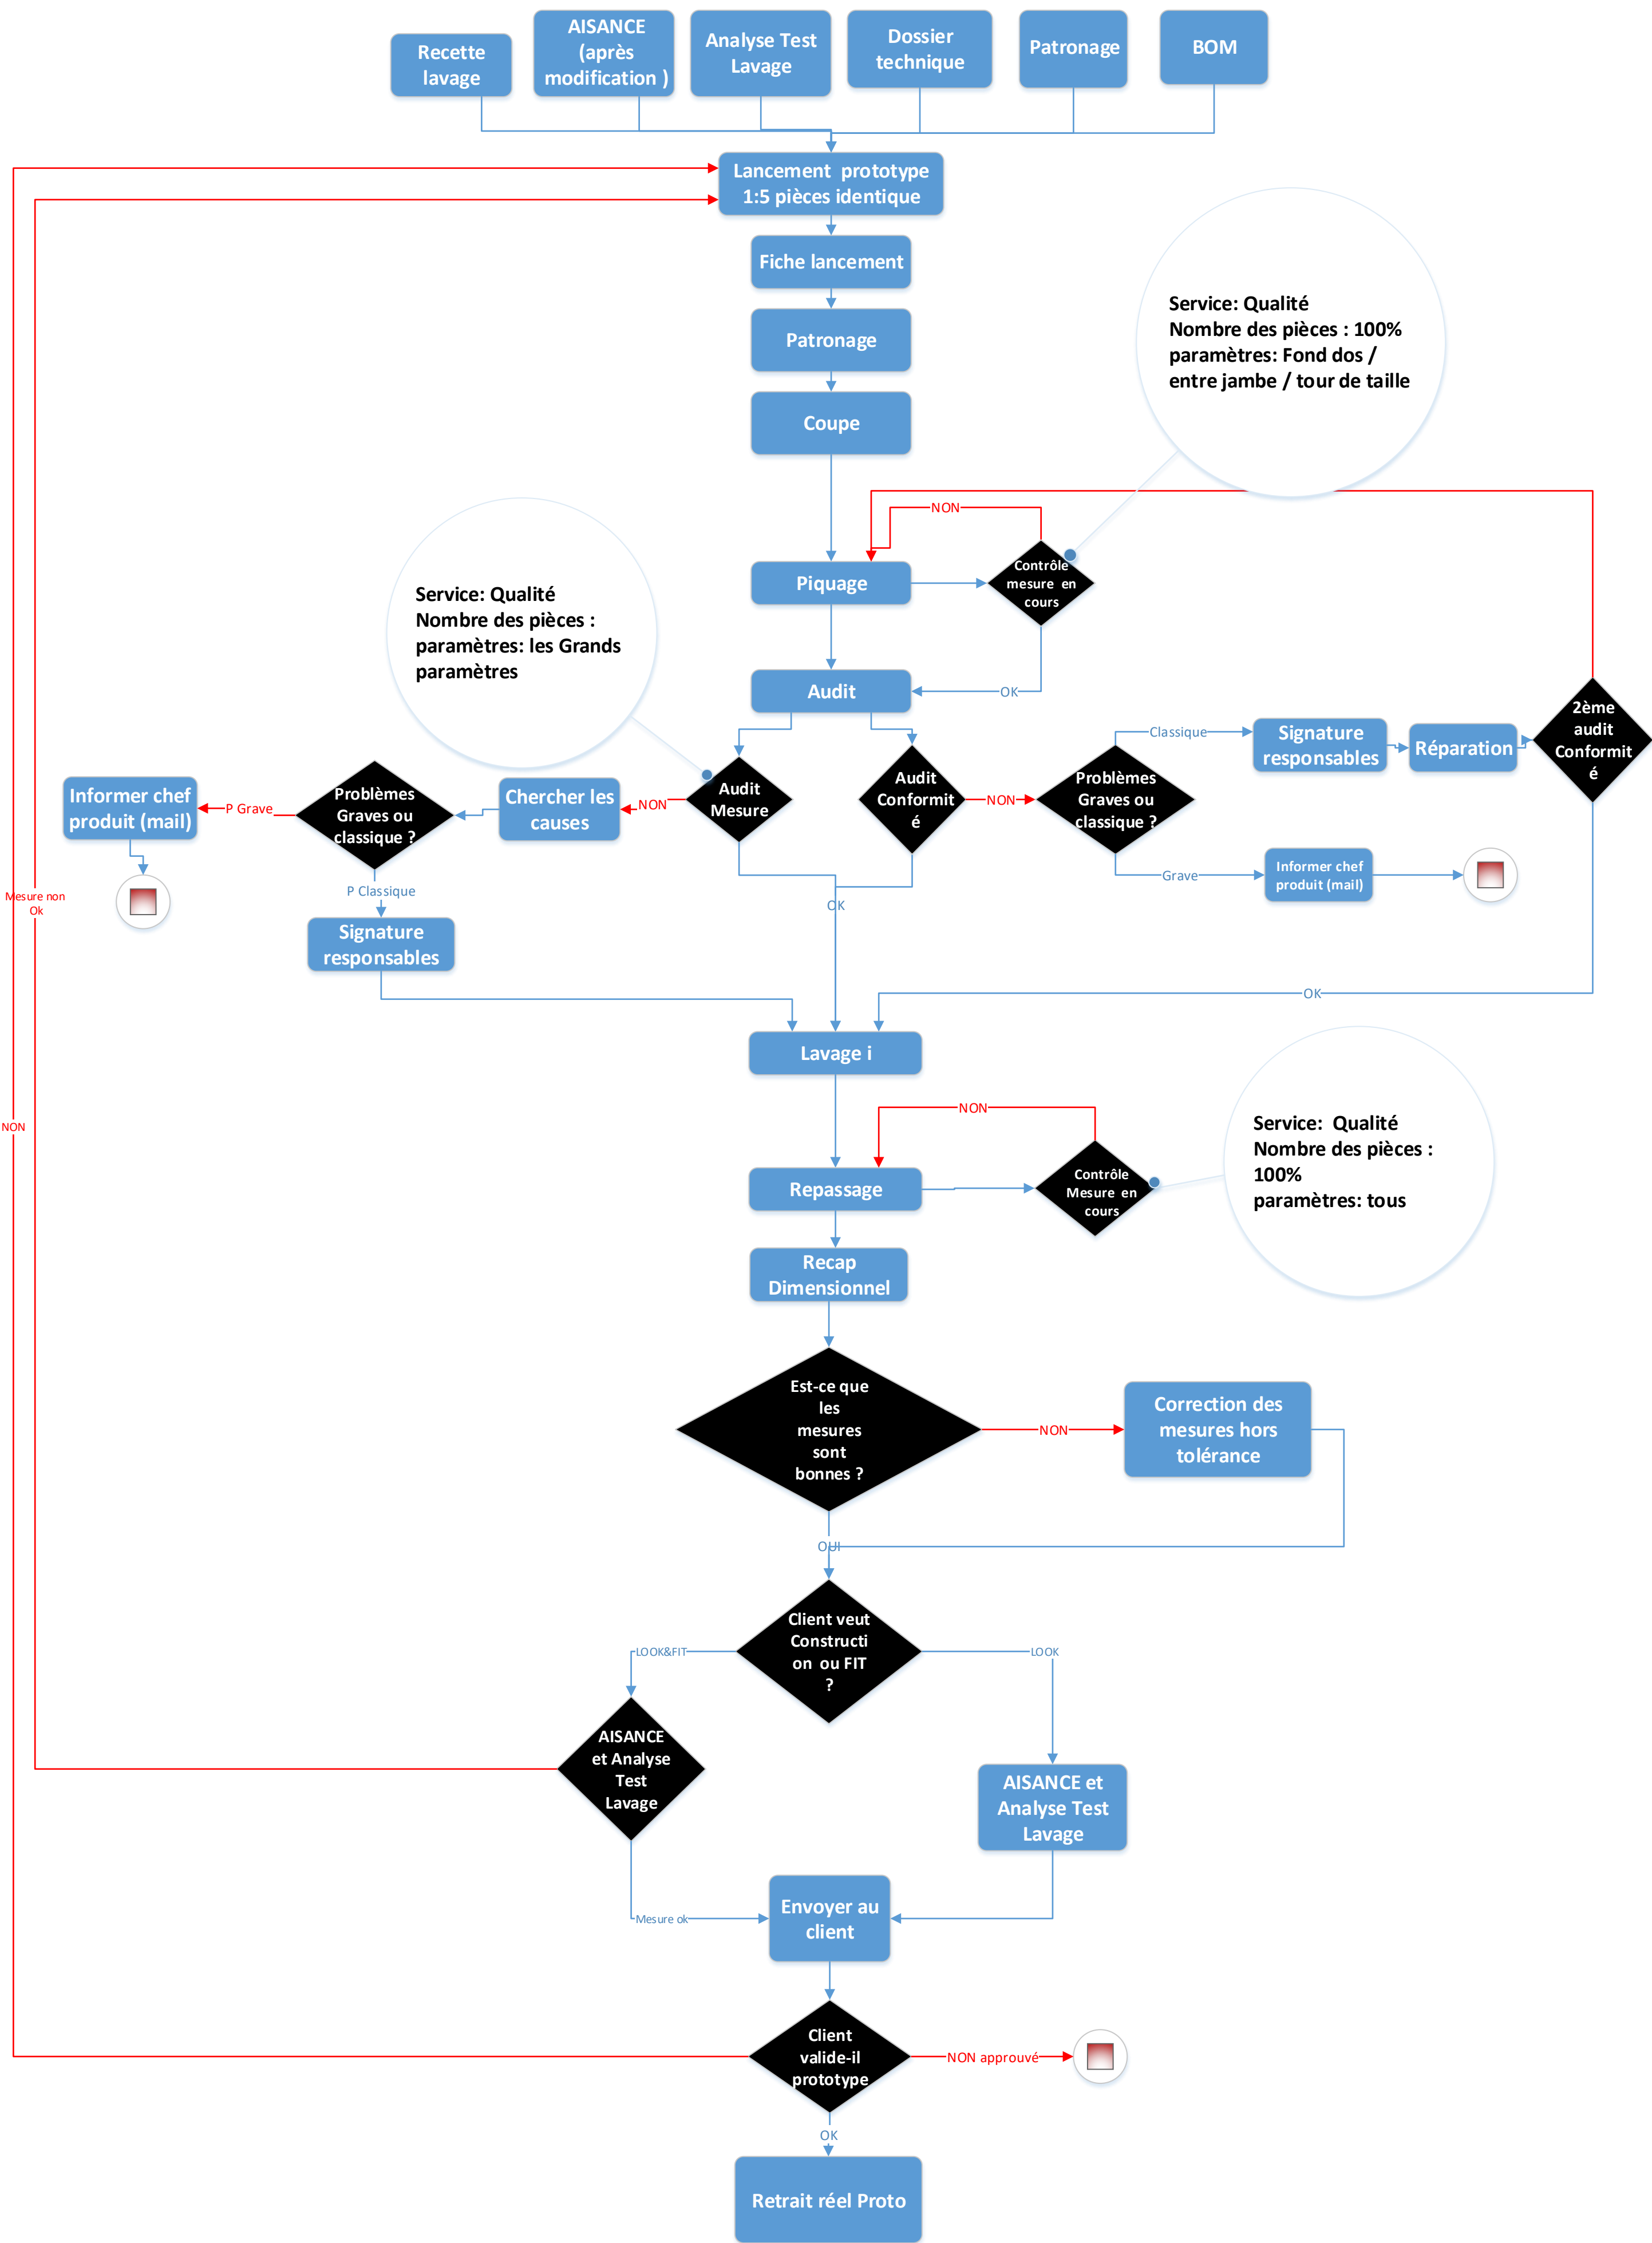 Recette
lavage
AISANCE
(après
modification )
Analyse Test
Lavage
Dossier
technique
Patronage
BOM
Lancement  prototype
1:5 pièces identique
Fiche lancement
Patronage
Coupe
Service: Qualité
Nombre des pièces : 100%
paramètres: Fond dos /
entre jambe / tour de taille
NON
Piquage
Contrôle
mesure  en
cours
Service: Qualité
Nombre des pièces :
paramètres: les Grands
paramètres
Audit
OK
Informer chef
produit (mail)
P Grave
Problèmes
Graves ou
classique ?
Chercher les
causes
NON
Audit
Mesure
Audit
Conformit
é
NON
Problèmes
Graves ou
classique ?
Classique
Signature
responsables
Réparation
2ème
audit
Conformit
é
Grave
Informer chef
produit (mail)
P Classique
Mesure non
Ok
OK
Signature
responsables
OK
Lavage i
NON
NON
Repassage
Contrôle
Mesure  en
cours
Service:  Qualité
Nombre des pièces :
100%
paramètres: tous
Recap
Dimensionnel
Est-ce que
les
mesures
sont
bonnes ?
NON
Correction des
mesures hors
tolérance
OUI
Client veut
Constructi
on  ou FIT
?
LOOK&FIT
LOOK
AISANCE
et Analyse
Test
Lavage
AISANCE et
Analyse Test
Lavage
Mesure ok
Envoyer au
client
Client
valide-il
prototype
NON approuvé
OK
Retrait réel Proto